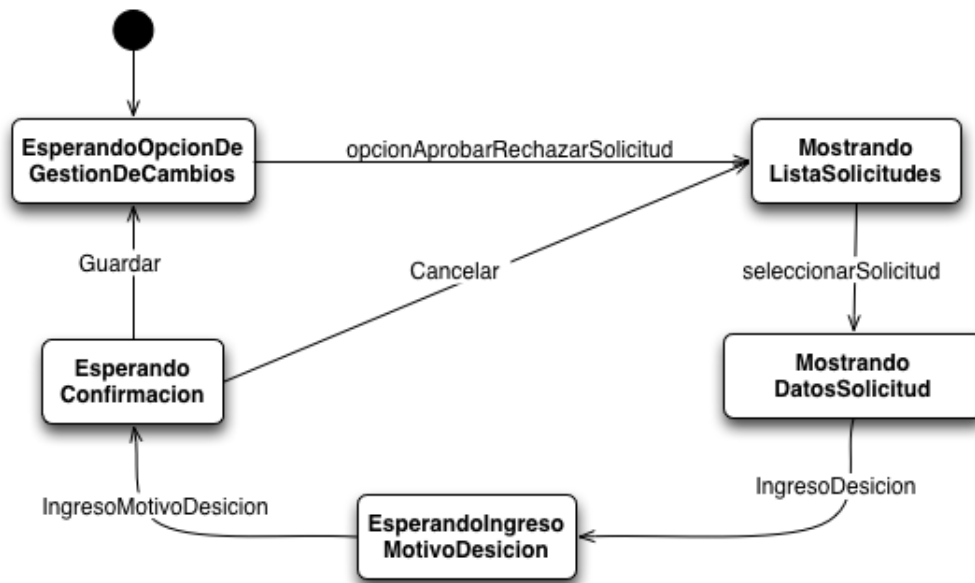 EsperandoOpcionDe
GestionDeCambios
opcionAprobarRechazarSolicitud
Mostrando
ListaSolicitudes
Guardar
Cancelar
seleccionarSolicitud
Esperando
Confirmacion
Mostrando
DatosSolicitud
IngresoMotivoDesicion
IngresoDesicion
EsperandoIngreso
MotivoDesicion